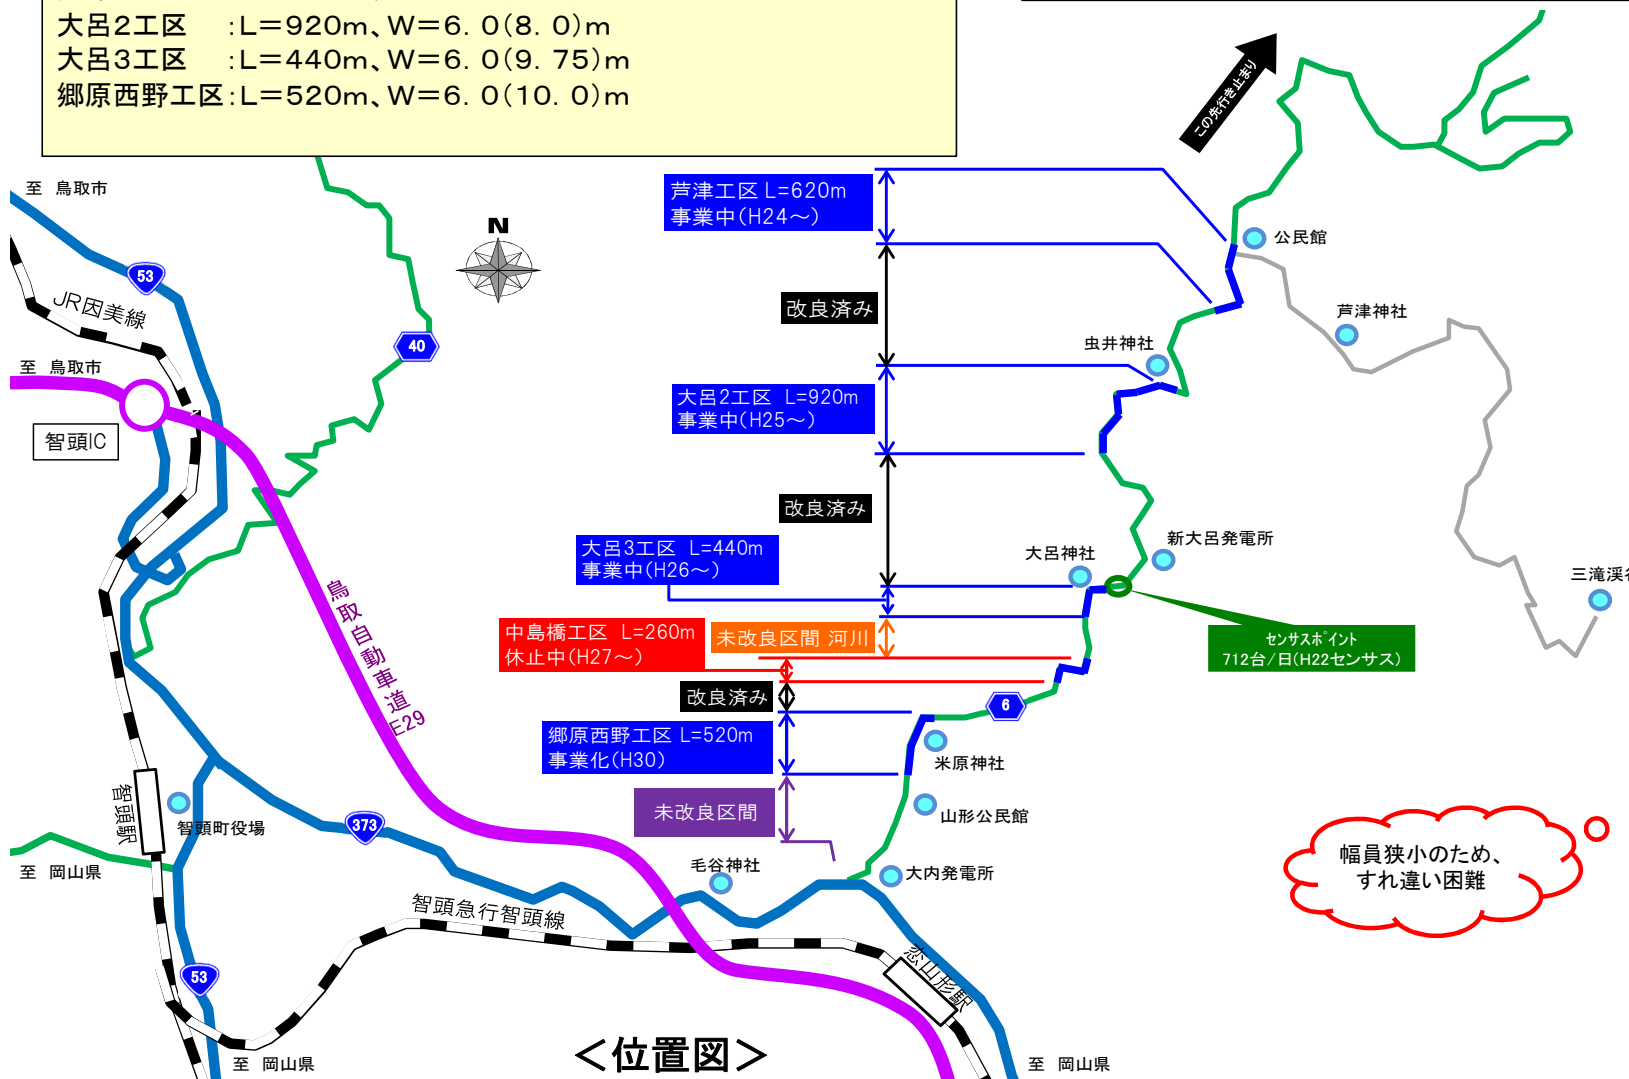 大呂2工区　:L=920m、W=6.0(8.0)m
大呂3工区　:L=440m、W=6.0(9.75)m
郷原西野工区:L=520m、W=6.0(10.0)m
この先行き止まり
至 鳥取市
N
芦津工区 L=620m
事業中(H24～)
公民館
53
JR因美線
改良済み
芦津神社
40
虫井神社
至 鳥取市
大呂2工区 L=920m
事業中(H25～)
智頭IC
改良済み
大呂3工区 L=440m
事業中(H26～)
大呂神社
新大呂発電所
三滝渓谷
鳥取自動車道
E29
中島橋工区 L=260m
休止中(H27～)
未改良区間 河川
センサスポイント
712台/日(H22センサス)
改良済み
6
郷原西野工区 L=520m
事業化(H30)
米原神社
智頭駅
智頭町役場
373
未改良区間
山形公民館
幅員狭小のため、
すれ違い困難
至 岡山県
毛谷神社
大内発電所
智頭急行智頭線
恋山形駅
53
至 岡山県
＜位置図＞
至 岡山県